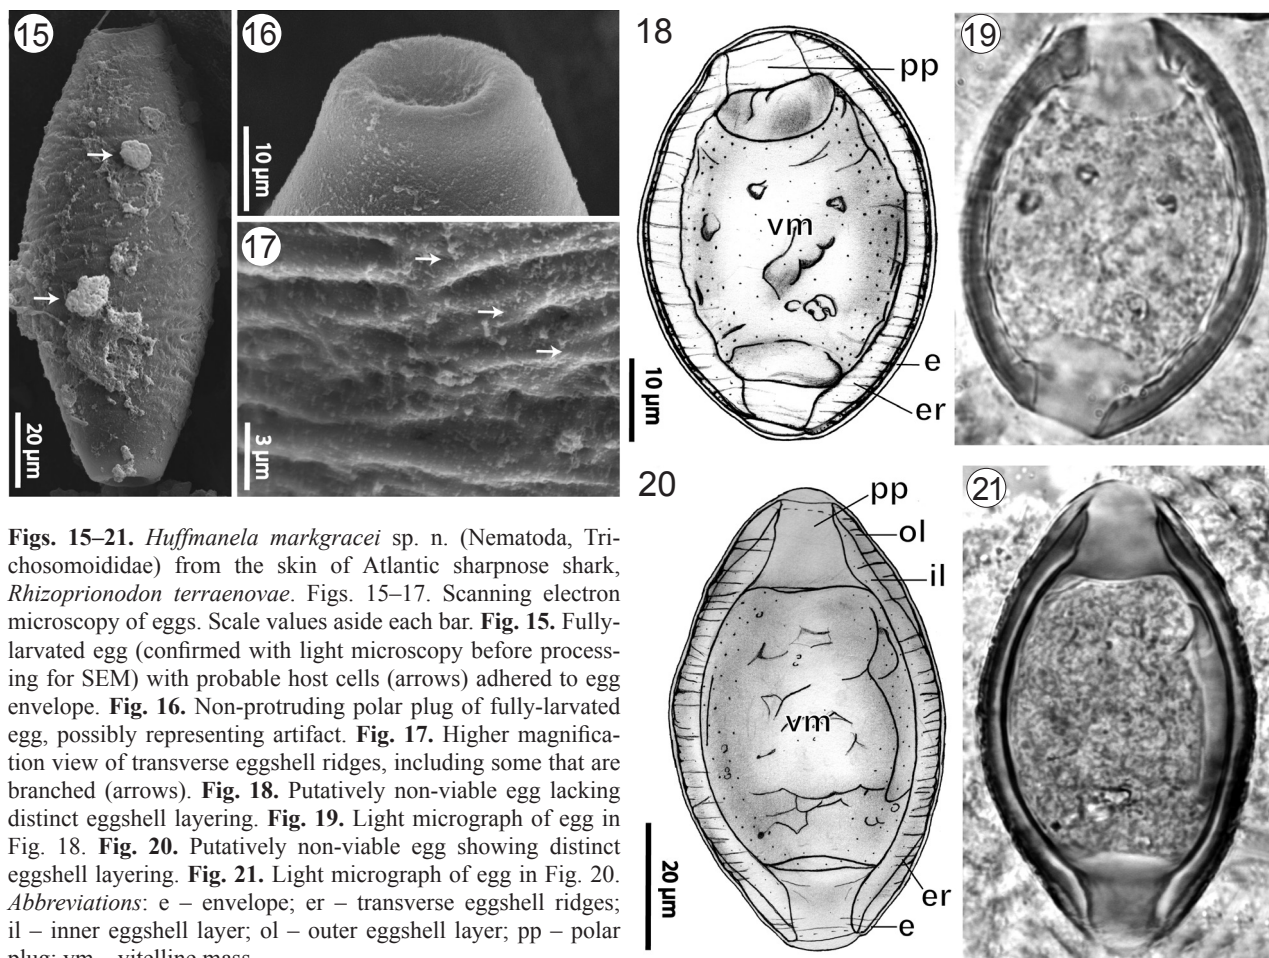 15
16
18
19
pp
10 µm
vm
17
e
er
10 µm
20 µm
3 µm
20
21
pp
ol
il
vm
er
e
20 µm
Figs. 15–21. Huffmanela markgracei sp. n. (Nematoda, Tri-
chosomoididae) from the skin of Atlantic sharpnose shark,
Rhizoprionodon terraenovae. Figs. 15–17. Scanning electron
microscopy of eggs. Scale values aside each bar. Fig. 15. Fully-
larvated egg (confirmed with light microscopy before process-
ing for SEM) with probable host cells (arrows) adhered to egg
envelope. Fig. 16. Non-protruding polar plug of fully-larvated
egg, possibly representing artifact. Fig. 17. Higher magnifica-
tion view of transverse eggshell ridges, including some that are
branched (arrows). Fig. 18. Putatively non-viable egg lacking
distinct eggshell layering. Fig. 19. Light micrograph of egg in
Fig. 18. Fig. 20. Putatively non-viable egg showing distinct
eggshell layering. Fig. 21. Light micrograph of egg in Fig. 20.
Abbreviations: e – envelope; er – transverse eggshell ridges;
il – inner eggshell layer; ol – outer eggshell layer; pp – polar
plug; vm – vitelline mass